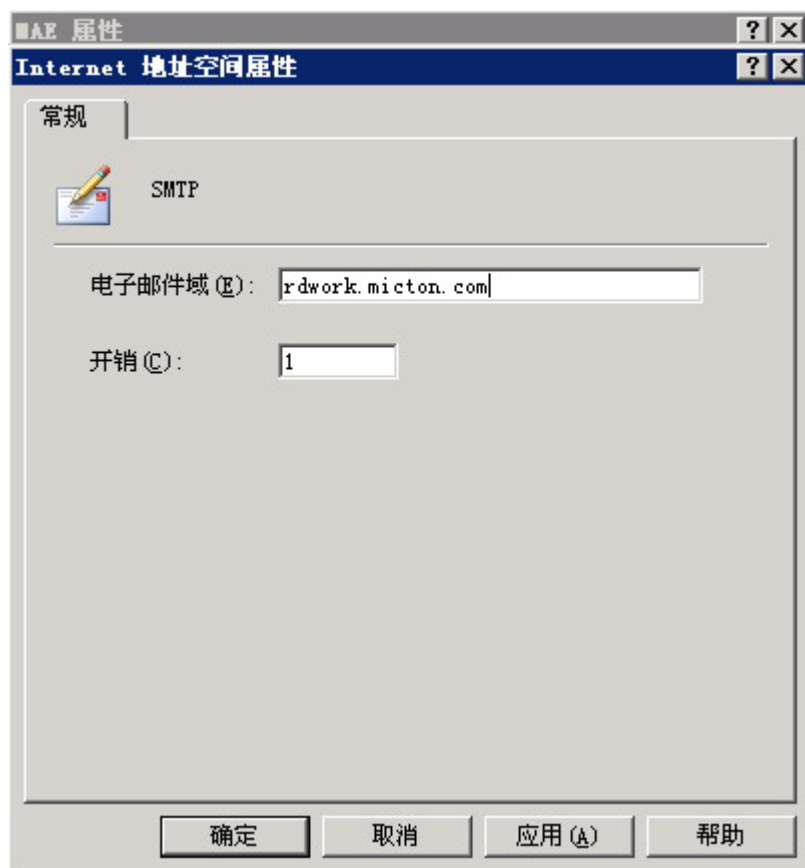 MAE 属性
Internet 地址空间属性
常规
SMTP
电子邮件域(E): rdwork.micton.com
开销(C): 1
确定 取消 应用(A) 帮助